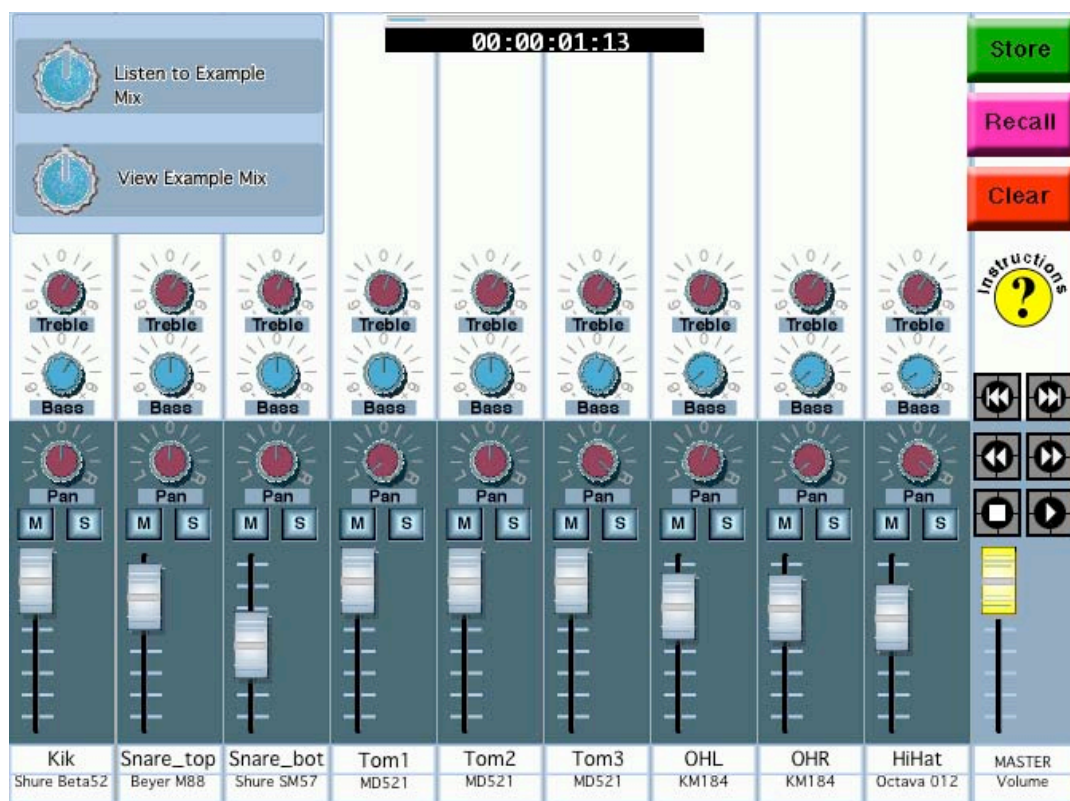 00:00:01:13
Listen to Example
Mix
View Example Mix
Store
Recall
Clear
Instructions
?
Treble Treble Treble Treble Treble Treble Treble Treble Treble
Bass Bass Bass Bass Bass Bass Bass Bass Bass
Pan Pan Pan Pan Pan Pan Pan Pan Pan
M S M S M S M S M S M S M S M S M S
Kik Snare_top Snare_bot Tom1 Tom2 Tom3 OHL OHR HiHat MASTER
Shure Beta52 Beyer M88 Shure SM57 MD521 MD521 MD521 KM184 KM184 Octava 012 Volume